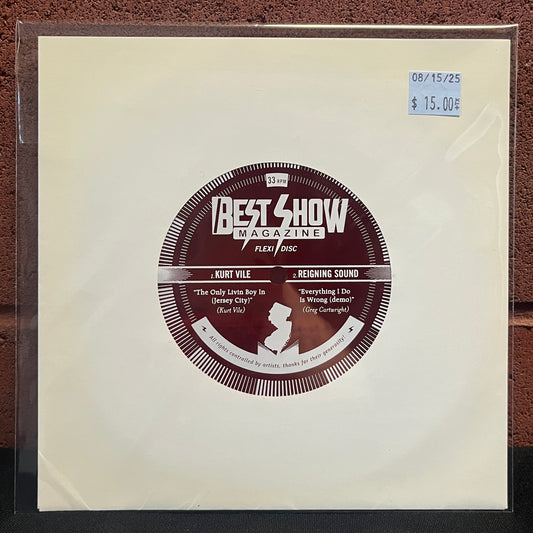 08/15/25
$ 15.00
33 RPM
BEST SHOW
MAGAZINE
FLEXI DISC
1. KURT VILE
2. REIGNING SOUND
"The Only Livin Boy In
(Jersey City)"
(Kurt Vile)
"Everything I Do
Is Wrong (demo)"
(Greg Cartwright)
All rights controlled by artists, thanks for their generosity!